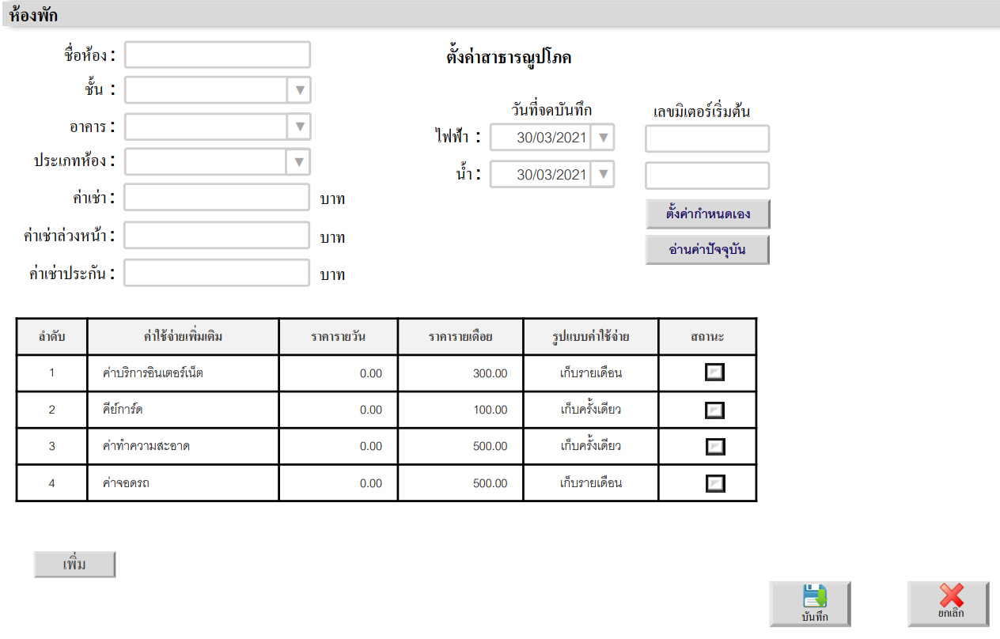 ห้องพัก
ชื่อห้อง :
ชั้น :
อาคาร :
ประเภทห้อง :
ค่าเช่า : บาท
ค่าเช่าล่วงหน้า : บาท
ค่าเช่าประกัน : บาท
ตั้งค่าสาธารณูปโภค
วันที่จดบันทึก เลขมิเตอร์เริ่มต้น
ไฟฟ้า : 30/03/2021
น้ำ : 30/03/2021
ตั้งค่ากำหนดเอง
อ่านค่าปัจจุบัน
ลำดับ ค่าใช้จ่ายเพิ่มเติม ราคารายวัน ราคารายเดือย รูปแบบค่าใช้จ่าย สถานะ
1 ค่าบริการอินเตอร์เน็ต 0.00 300.00 เก็บรายเดือน
2 คีย์การ์ด 0.00 100.00 เก็บครั้งเดียว
3 ค่าทำความสะอาด 0.00 500.00 เก็บครั้งเดียว
4 ค่าจอดรถ 0.00 500.00 เก็บรายเดือน
เพิ่ม
บันทึก ยกเลิก